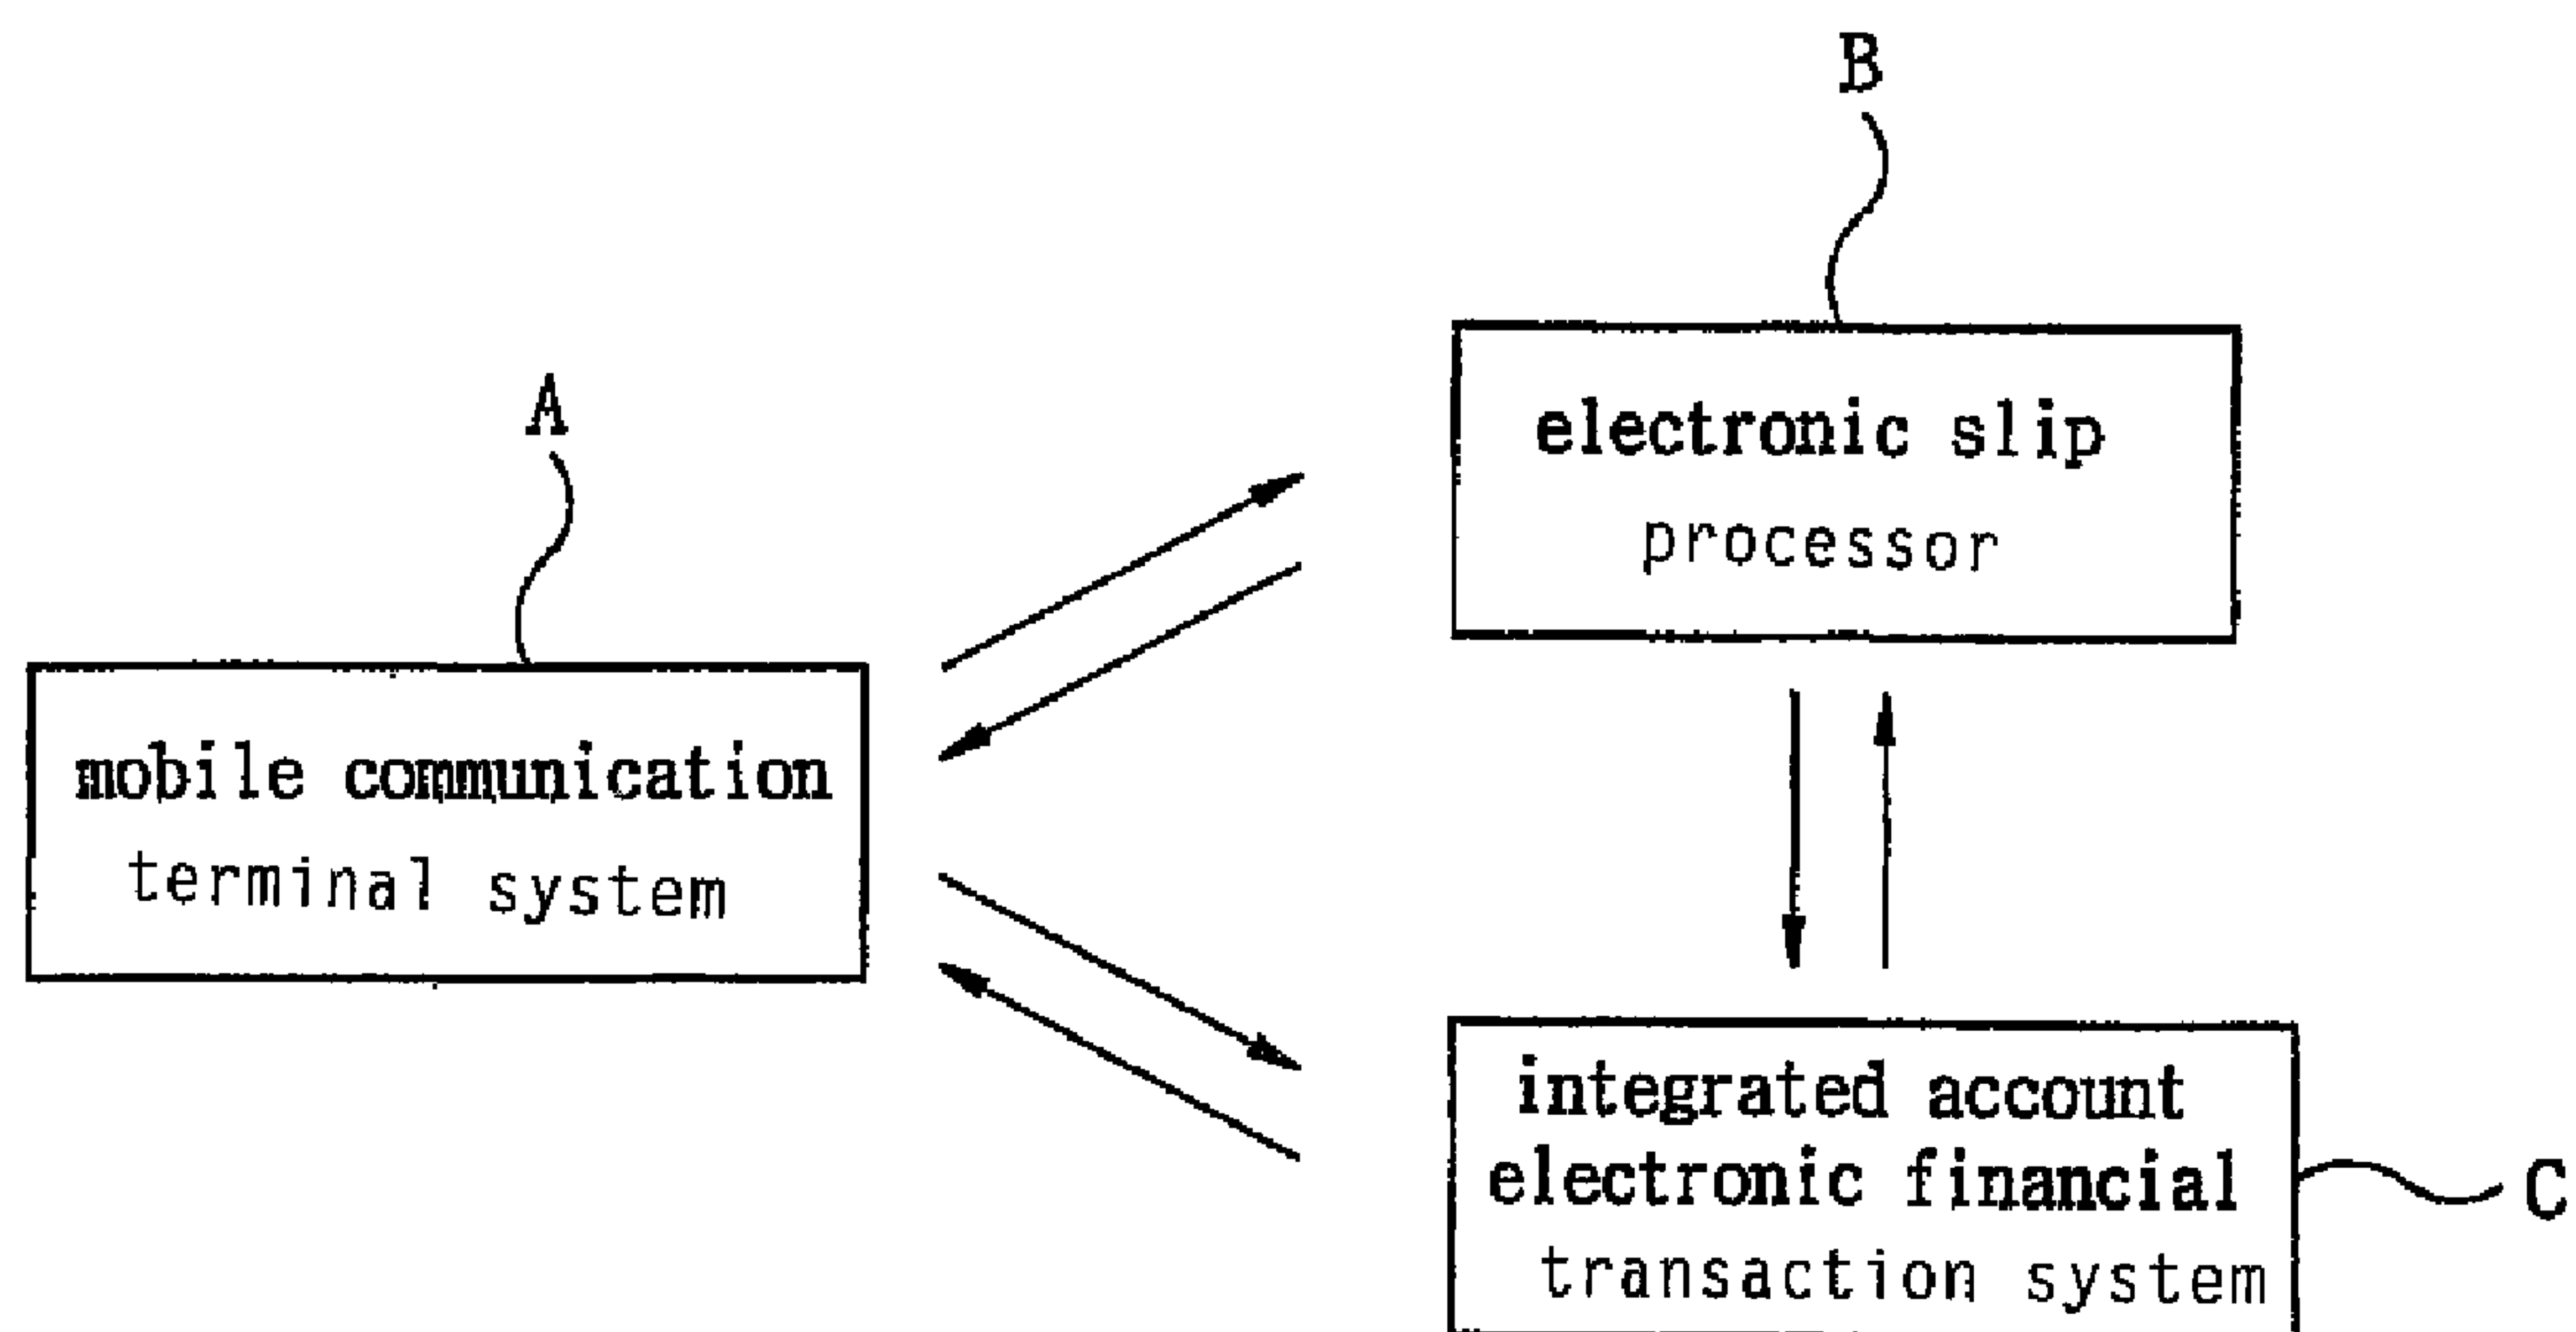 B
A
electronic slip
processor
mobile communication
terminal system
integrated account
electronic financial
transaction system
C